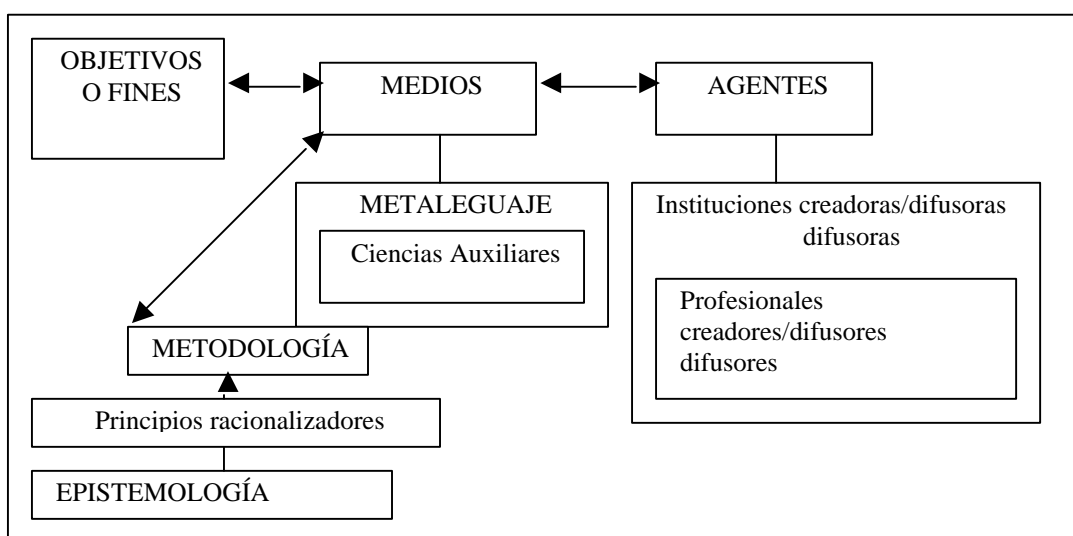 OBJETIVOS
O FINES
MEDIOS
AGENTES
METALEGUAJE
Ciencias Auxiliares
Instituciones creadoras/difusoras
difusoras
Profesionales
creadores/difusores
difusores
METODOLOGÍA
Principios racionalizadores
EPISTEMOLOGÍA